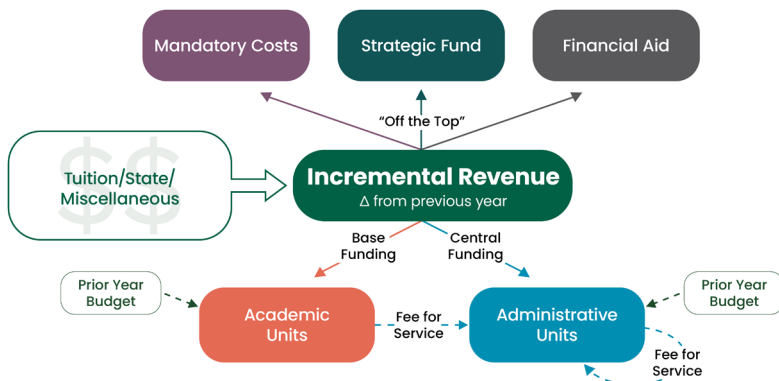 Mandatory Costs
Strategic Fund
Financial Aid
“Off the Top”
$$
Tuition/State/
Miscellaneous
Incremental Revenue
Δ from previous year
Base
Funding
Central
Funding
Prior Year
Budget
Academic
Units
Fee for
Service
Administrative
Units
Prior Year
Budget
Fee for
Service